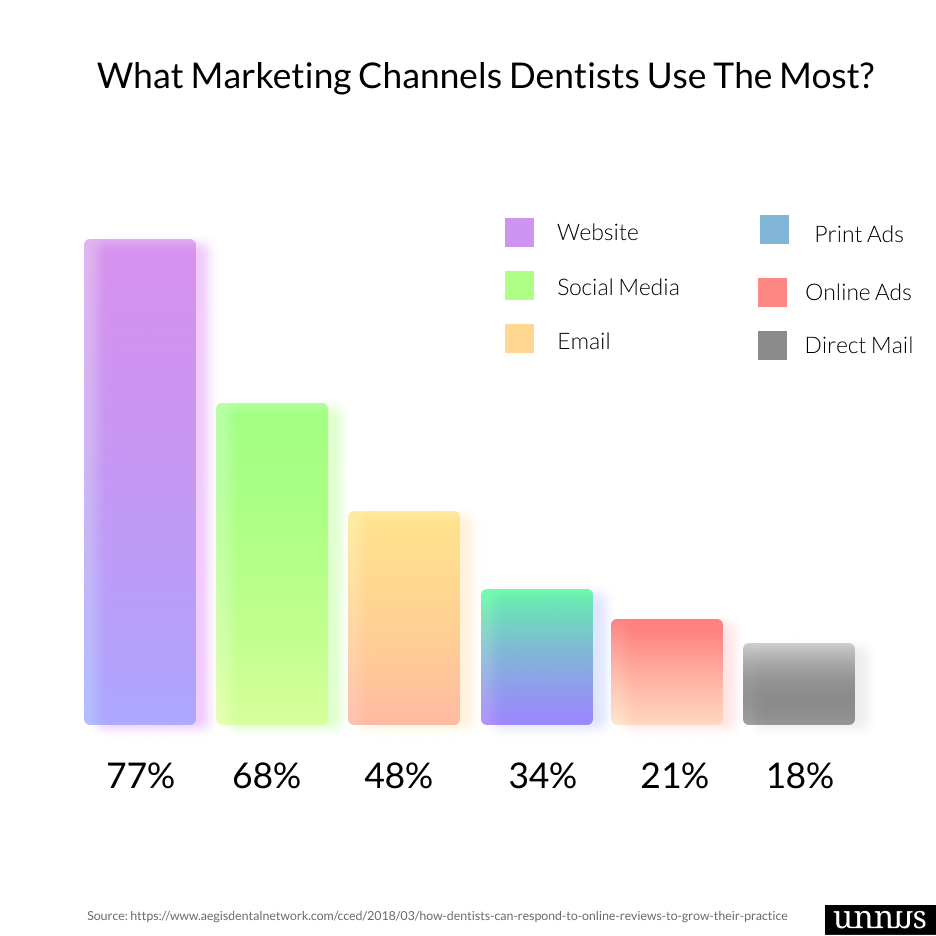 What Marketing Channels Dentists Use The Most?
Website
Social Media
Email
Print Ads
Online Ads
Direct Mail
77% 68% 48% 34% 21% 18%
Source: https://www.aegisdentalnetwork.com/cced/2018/03/how-dentists-can-respond-to-online-reviews-to-grow-their-practice
unnus